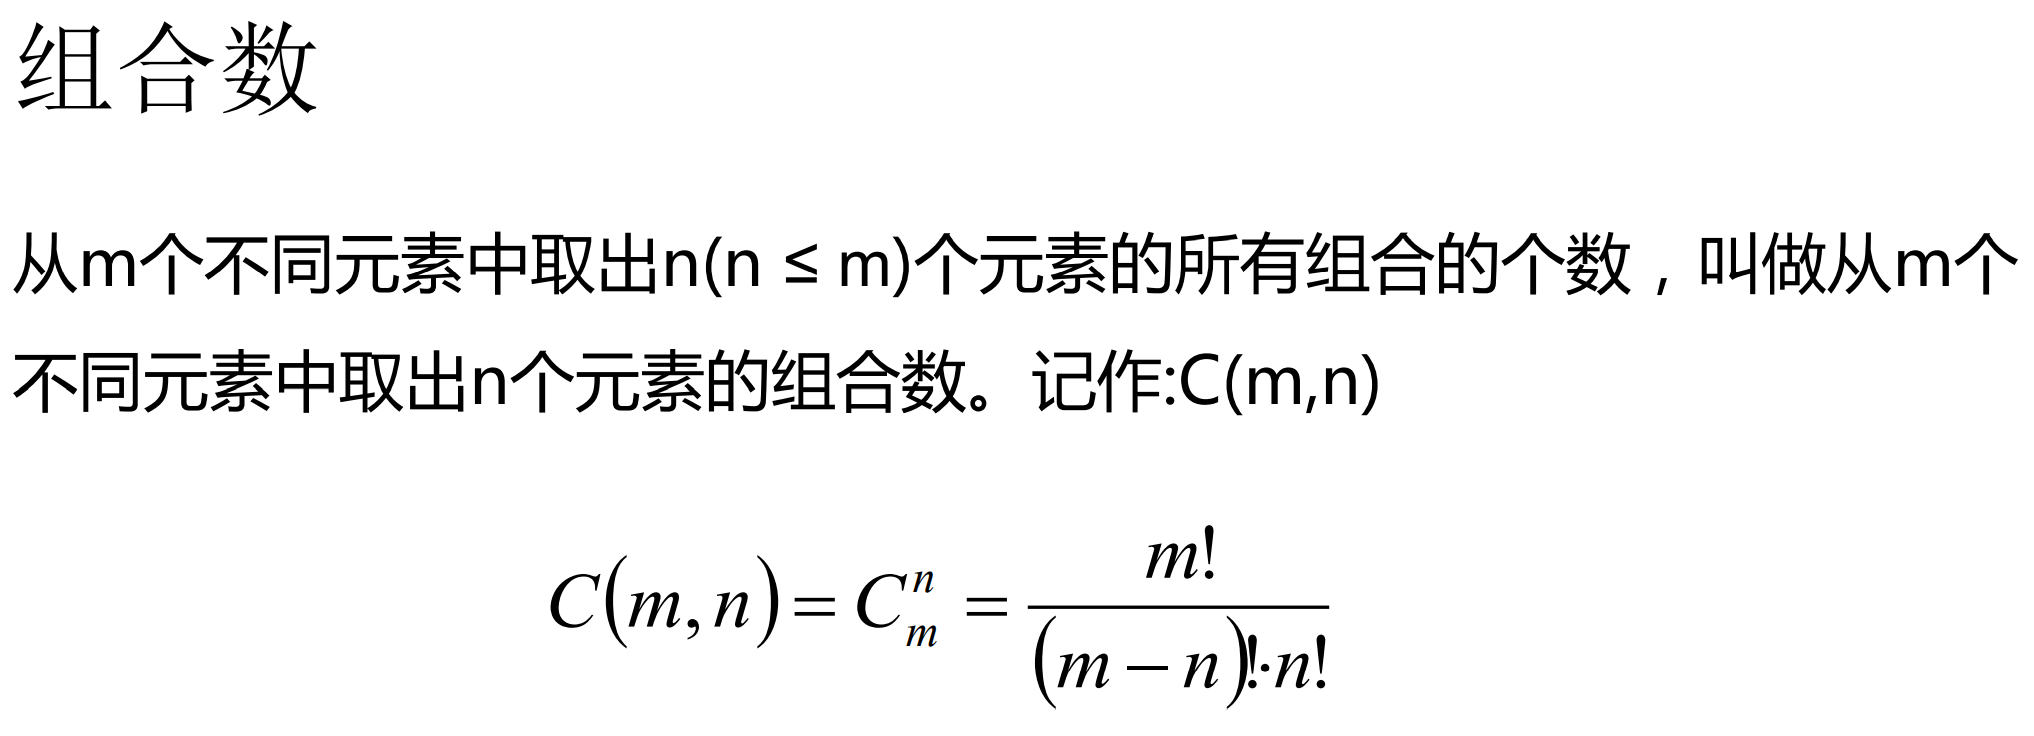 组合数
从m个不同元素中取出n(n ≤ m)个元素的所有组合的个数，叫做从m个
不同元素中取出n个元素的组合数。记作:C(m,n)
C(m,n) = C_m^n = m! / ((m − n)!·n!)